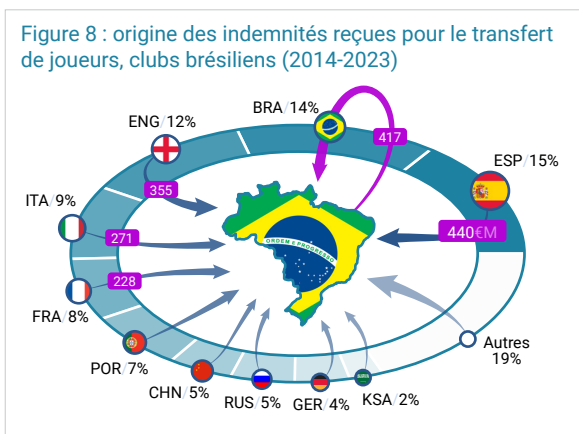 Figure 8 : origine des indemnités reçues pour le transfert
de joueurs, clubs brésiliens (2014-2023)
BRA/14%
ENG/12%
417
ESP/15%
355
ITA/9%
ORDEM E PROGRESSO
271
440€M
228
FRA/8%
Autres
19%
POR/7%
CHN/5%
RUS/5%
GER/4%
KSA/2%